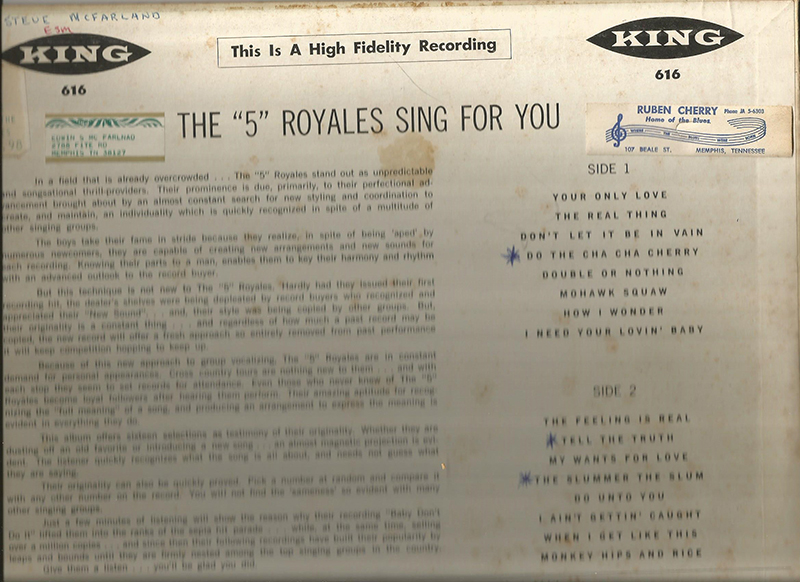 STEVE MCFARLAND
ESM
KING
616
This Is A High Fidelity Recording
KING
616
THE "5" ROYALES SING FOR YOU
EDWIN S MC FARLNAD
2788 FITE RD
MEMPHIS TN 38127
RUBEN CHERRY Phone JA 5-6303
Home of the Blues
107 BEALE ST. MEMPHIS, TENNESSEE
In a field that is already overcrowded . . . The "5" Royales stand out as unpredictable
and songsational thrill-providers. Their prominence is due, primarily, to their perfectional ad-
vancement brought about by an almost constant search for new styling and coordination to
create, and maintain, an individuality which is quickly recognized in spite of a multitude of
other singing groups.
The boys take their fame in stride because they realize, in spite of being 'aped' by
numerous newcomers, they are capable of creating new arrangements and new sounds for
each recording. Knowing their parts to a man, enables them to key their harmony and rhythm
with an advanced outlook to the record buyer.
But this technique is not new to The "5" Royales. Hardly had they issued their first
recording hit, the dealer's shelves were being depleted by record buyers who recognized and
appreciated their "New Sound" . . . and, their style was being copied by other groups. But,
their originality is a constant thing . . . and regardless of how much a past record may be
copied, the new record will offer a fresh approach so entirely removed from past performance
it will keep competition hopping to keep up.
Because of this new approach to group vocalizing, The "5" Royales are in constant
demand for personal appearances. Cross country tours are nothing new to them . . . and with
each stop they seem to set records for attendance. Even those who never knew of The "5"
Royales become loyal followers after hearing them perform. Their amazing aptitude for recog-
nizing the "full meaning" of a song, and producing an arrangement to express the meaning is
evident in everything they do.
This album offers sixteen selections as testimony of their originality. Whether they are
dusting off an old favorite or introducing a new song . . . an almost magnetic projection is evi-
dent. The listener quickly recognizes what the song is all about, and needs not guess what
they are saying.
Their originality can also be quickly proved. Pick a number at random and compare it
with any other number on the record. You will not find the 'sameness' so evident with many
other singing groups.
Just a few minutes of listening will show the reason why their recording "Baby Don't
Do It" lifted them into the ranks of the sepia hit parade . . . while, at the same time, selling
over a million copies . . . and since then their following recordings have built their popularity by
leaps and bounds until they are firmly nested among the top singing groups in the country.
Give them a listen . . . you'll be glad you did
SIDE 1
YOUR ONLY LOVE
THE REAL THING
DON'T LET IT BE IN VAIN
DO THE CHA CHA CHERRY
DOUBLE OR NOTHING
MOHAWK SQUAW
HOW I WONDER
I NEED YOUR LOVIN' BABY
SIDE 2
THE FEELING IS REAL
TELL THE TRUTH
MY WANTS FOR LOVE
THE SLUMMER THE SLUM
DO UNTO YOU
I AIN'T GETTIN' CAUGHT
WHEN I GET LIKE THIS
MONKEY HIPS AND RICE